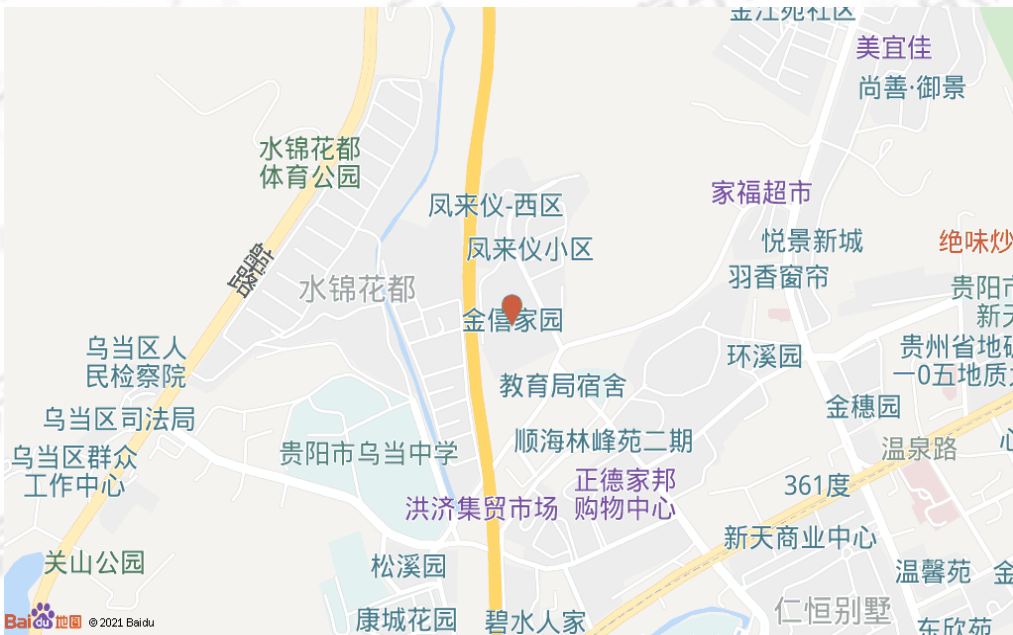 金江苑社区
美宜佳
尚善·御景
水锦花都
体育公园
家福超市
凤来仪-西区
悦景新城
绝味炒
凤来仪小区
羽香窗帘
水锦花都
贵阳市
新天
金僖家园
乌当区人
民检察院
环溪园
贵州省地矿
一0五地质大
教育局宿舍
金穗园
乌当区司法局
顺海林峰苑二期
温泉路
心
贵阳市乌当中学
乌当区群众
工作中心
正德家邦
购物中心
361度
洪济集贸市场
新天商业中心
关山公园
松溪园
温馨苑
金
仁恒别墅
康城花园
碧水人家
东欣苑
Bai du 地图
© 2021 Baidu